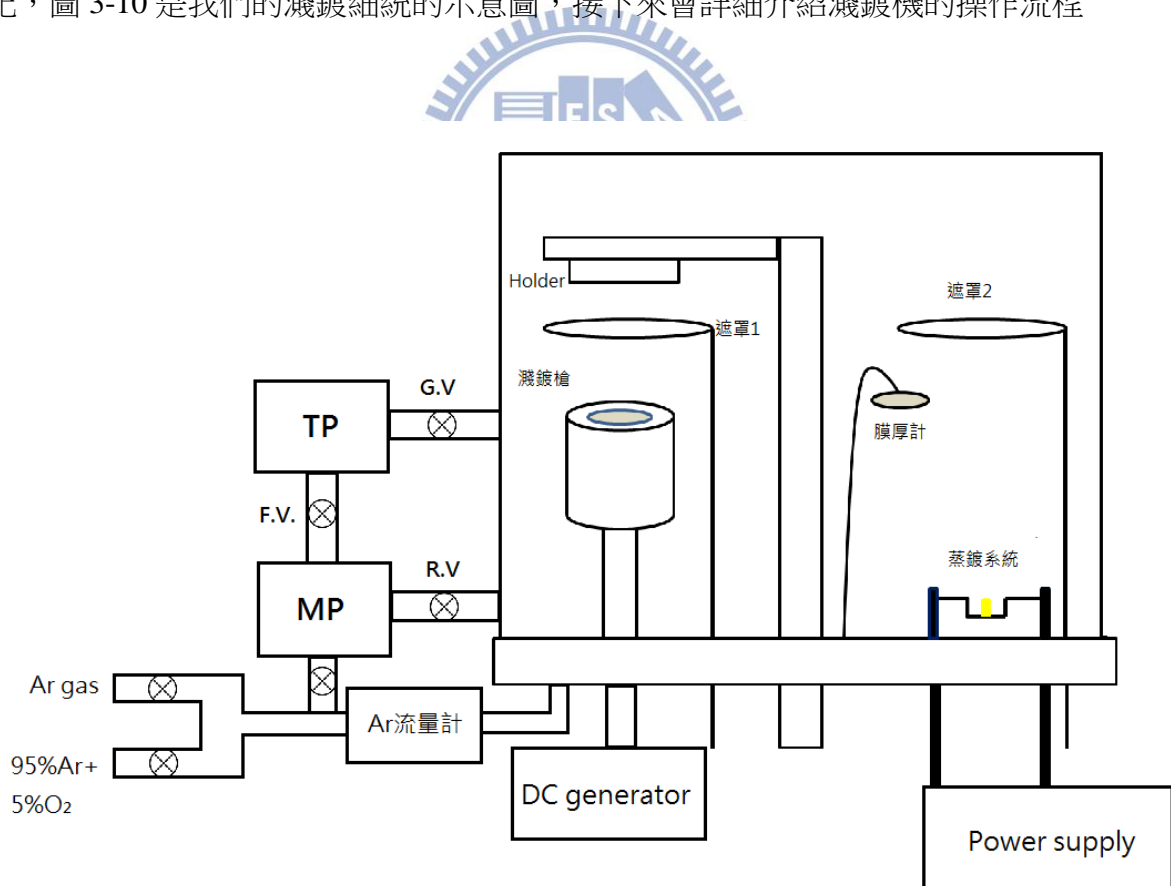 圖 3-10 是我們的濺鍍細統的示意圖,接下來會詳細介紹濺鍍機的操作流程
E S
Holder
遮罩2
遮罩1
濺鍍槍
G.V
TP
膜厚計
F.V.
R.V
蒸鍍系統
MP
Ar gas
Ar流量計
95%Ar+
5%O₂
DC generator
Power supply